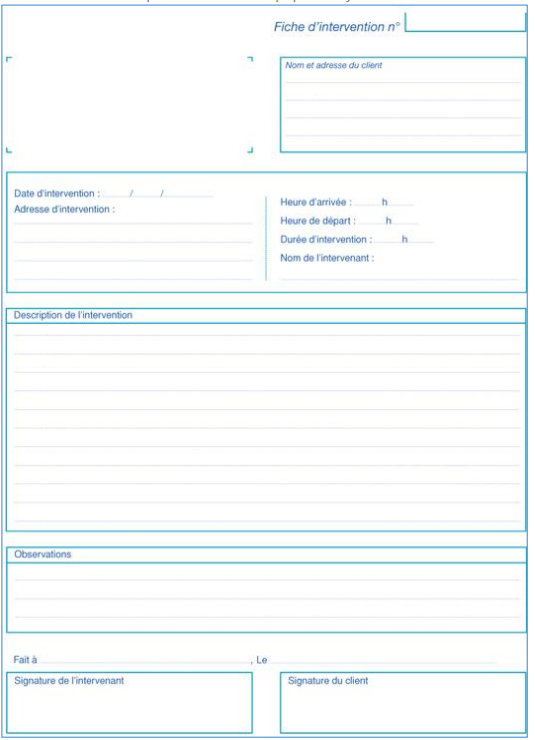 Fiche d'intervention n°
Nom et adresse du client
Date d'intervention : / /
Adresse d'intervention :
Heure d'arrivée : h
Heure de départ : h
Durée d'intervention : h
Nom de l'intervenant :
Description de l'intervention
Observations
Fait à , Le
Signature de l'intervenant
Signature du client